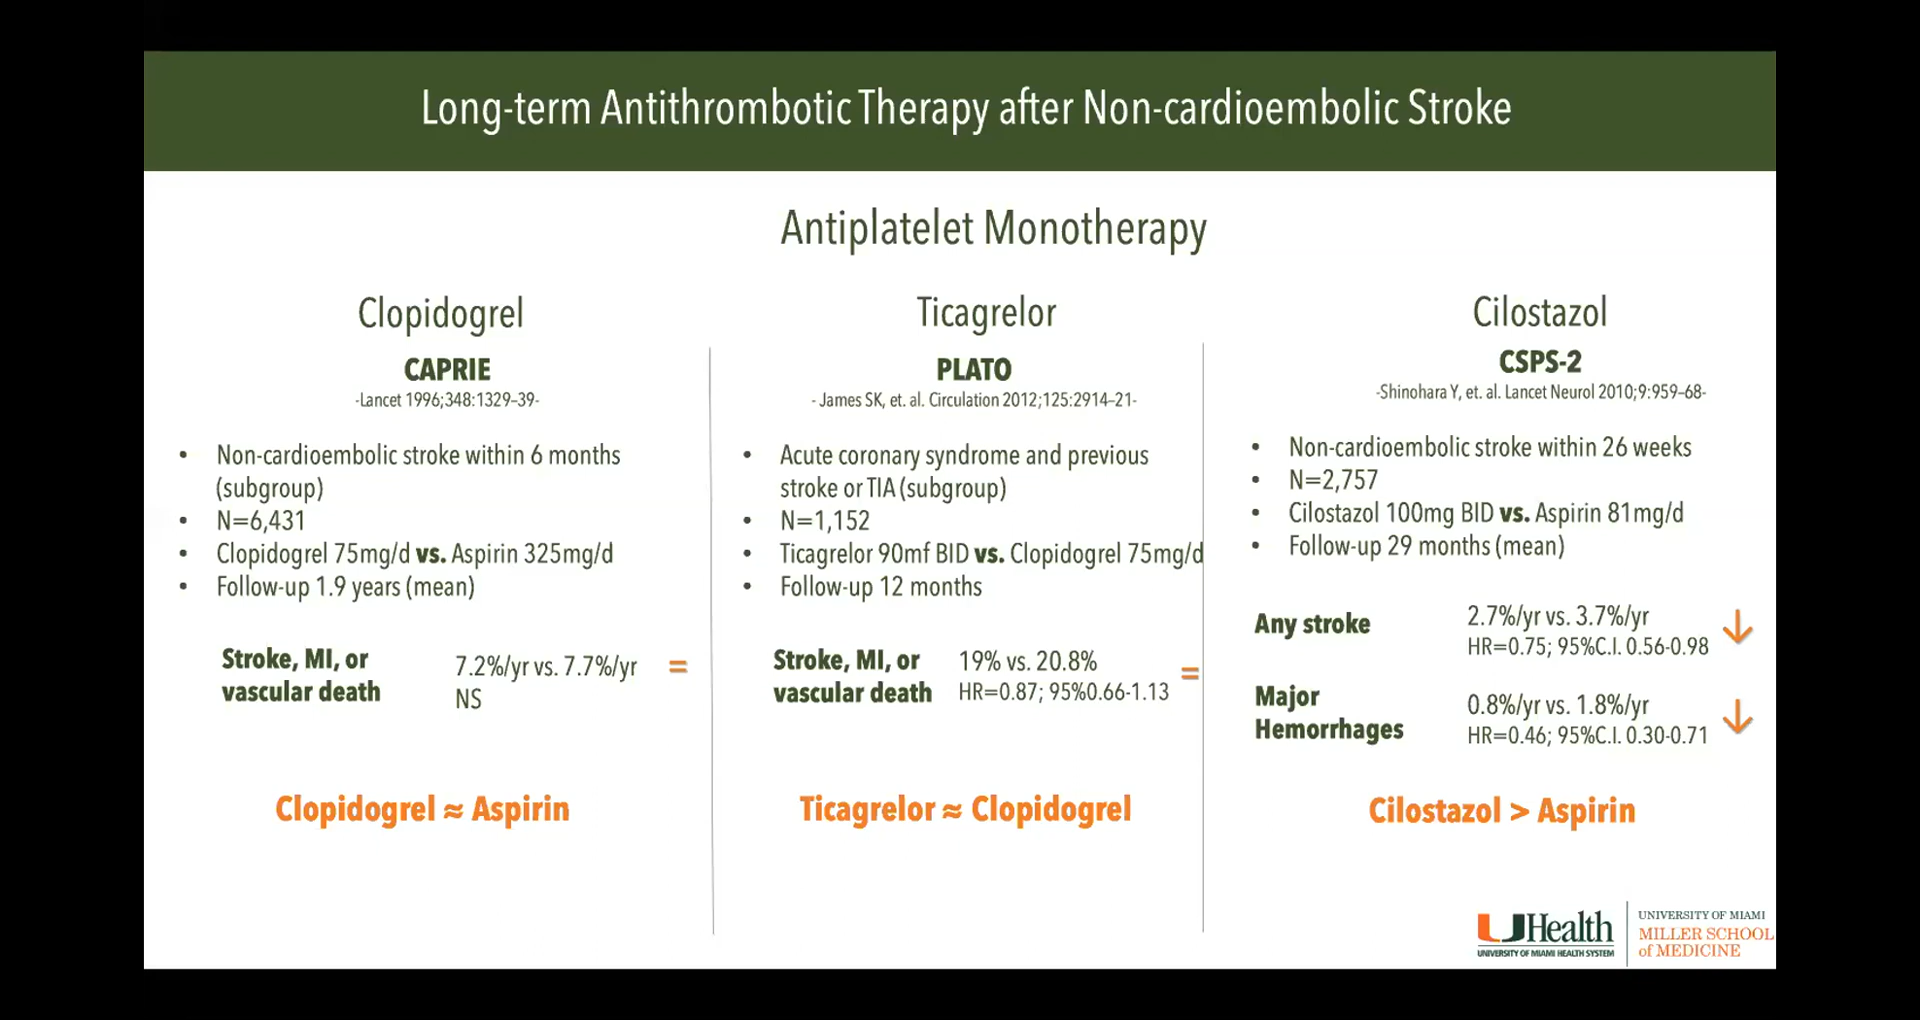 Long-term Antithrombotic Therapy after Non-cardioembolic Stroke
Antiplatelet Monotherapy
Clopidogrel
CAPRIE
-Lancet 1996;348:1329–39-
• Non-cardioembolic stroke within 6 months
(subgroup)
• N=6,431
• Clopidogrel 75mg/d vs. Aspirin 325mg/d
• Follow-up 1.9 years (mean)
Stroke, MI, or
vascular death
7.2%/yr vs. 7.7%/yr
NS
=
Clopidogrel ≈ Aspirin
Ticagrelor
PLATO
- James SK, et. al. Circulation 2012;125:2914–21-
• Acute coronary syndrome and previous
stroke or TIA (subgroup)
• N=1,152
• Ticagrelor 90mf BID vs. Clopidogrel 75mg/d
• Follow-up 12 months
Stroke, MI, or
vascular death
19% vs. 20.8%
HR=0.87; 95%0.66-1.13
=
Ticagrelor ≈ Clopidogrel
Cilostazol
CSPS-2
-Shinohara Y, et. al. Lancet Neurol 2010;9:959–68-
• Non-cardioembolic stroke within 26 weeks
• N=2,757
• Cilostazol 100mg BID vs. Aspirin 81mg/d
• Follow-up 29 months (mean)
Any stroke
2.7%/yr vs. 3.7%/yr
HR=0.75; 95%C.I. 0.56-0.98
↓
Major
Hemorrhages
0.8%/yr vs. 1.8%/yr
HR=0.46; 95%C.I. 0.30-0.71
↓
Cilostazol > Aspirin
UHealth
UNIVERSITY OF MIAMI HEALTH SYSTEM
UNIVERSITY OF MIAMI
MILLER SCHOOL
of MEDICINE